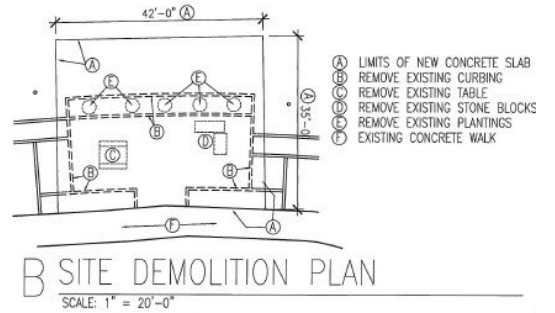 42'-0" Ⓐ
Ⓐ
Ⓔ Ⓔ
Ⓐ 35'-0"
Ⓑ
Ⓓ
Ⓒ
Ⓑ Ⓑ
Ⓕ Ⓐ
Ⓐ LIMITS OF NEW CONCRETE SLAB
Ⓑ REMOVE EXISTING CURBING
Ⓒ REMOVE EXISTING TABLE
Ⓓ REMOVE EXISTING STONE BLOCKS
Ⓔ REMOVE EXISTING PLANTINGS
Ⓕ EXISTING CONCRETE WALK
B SITE DEMOLITION PLAN
SCALE: 1" = 20'-0"